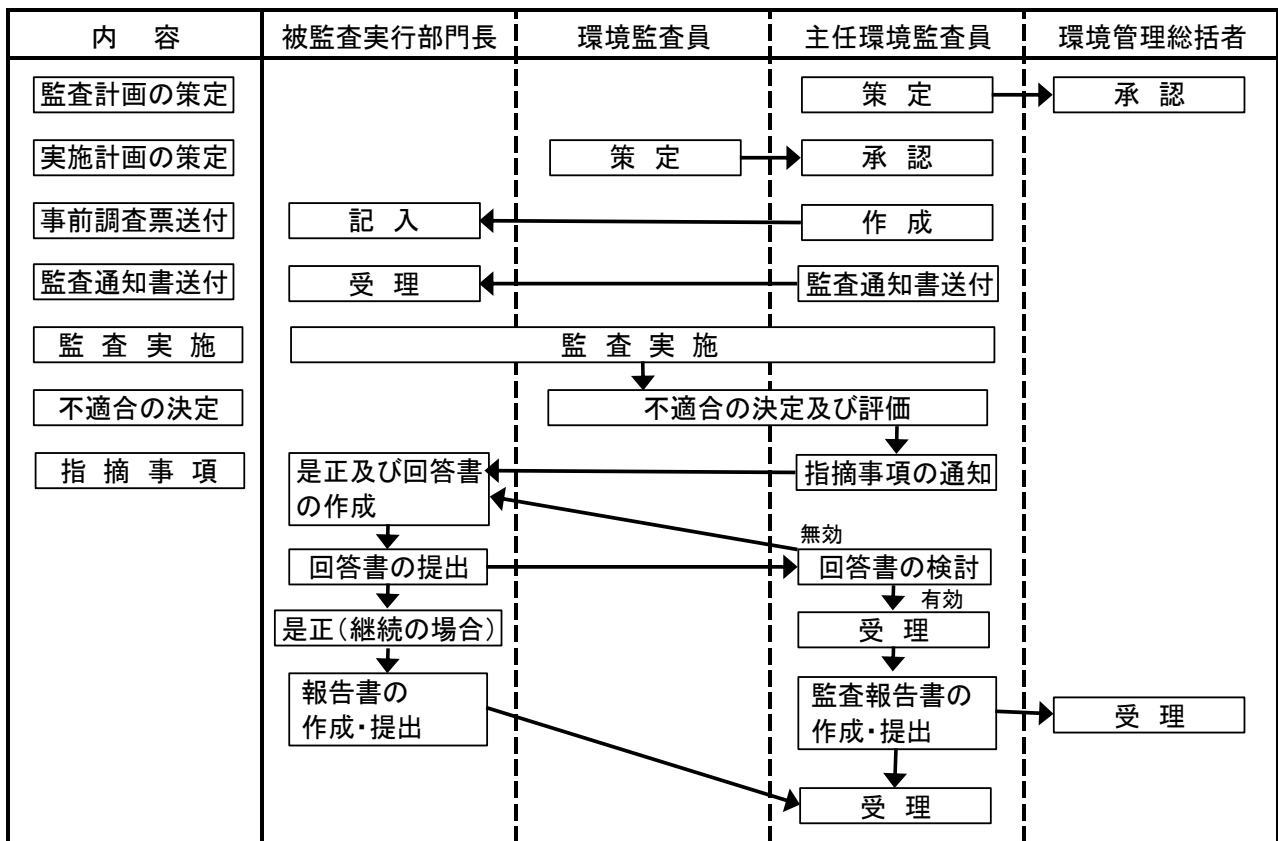 内 容
被監査実行部門長
環境監査員
主任環境監査員
環境管理総括者
監査計画の策定
策 定
承 認
実施計画の策定
策 定
承 認
事前調査票送付
記 入
作 成
監査通知書送付
受 理
監査通知書送付
監 査 実 施
監 査 実 施
不適合の決定
不適合の決定及び評価
指 摘 事 項
是正及び回答書
の作成
指摘事項の通知
無効
回答書の提出
回答書の検討
有効
是正(継続の場合)
受 理
報告書の
作成・提出
監査報告書の
作成・提出
受 理
受 理